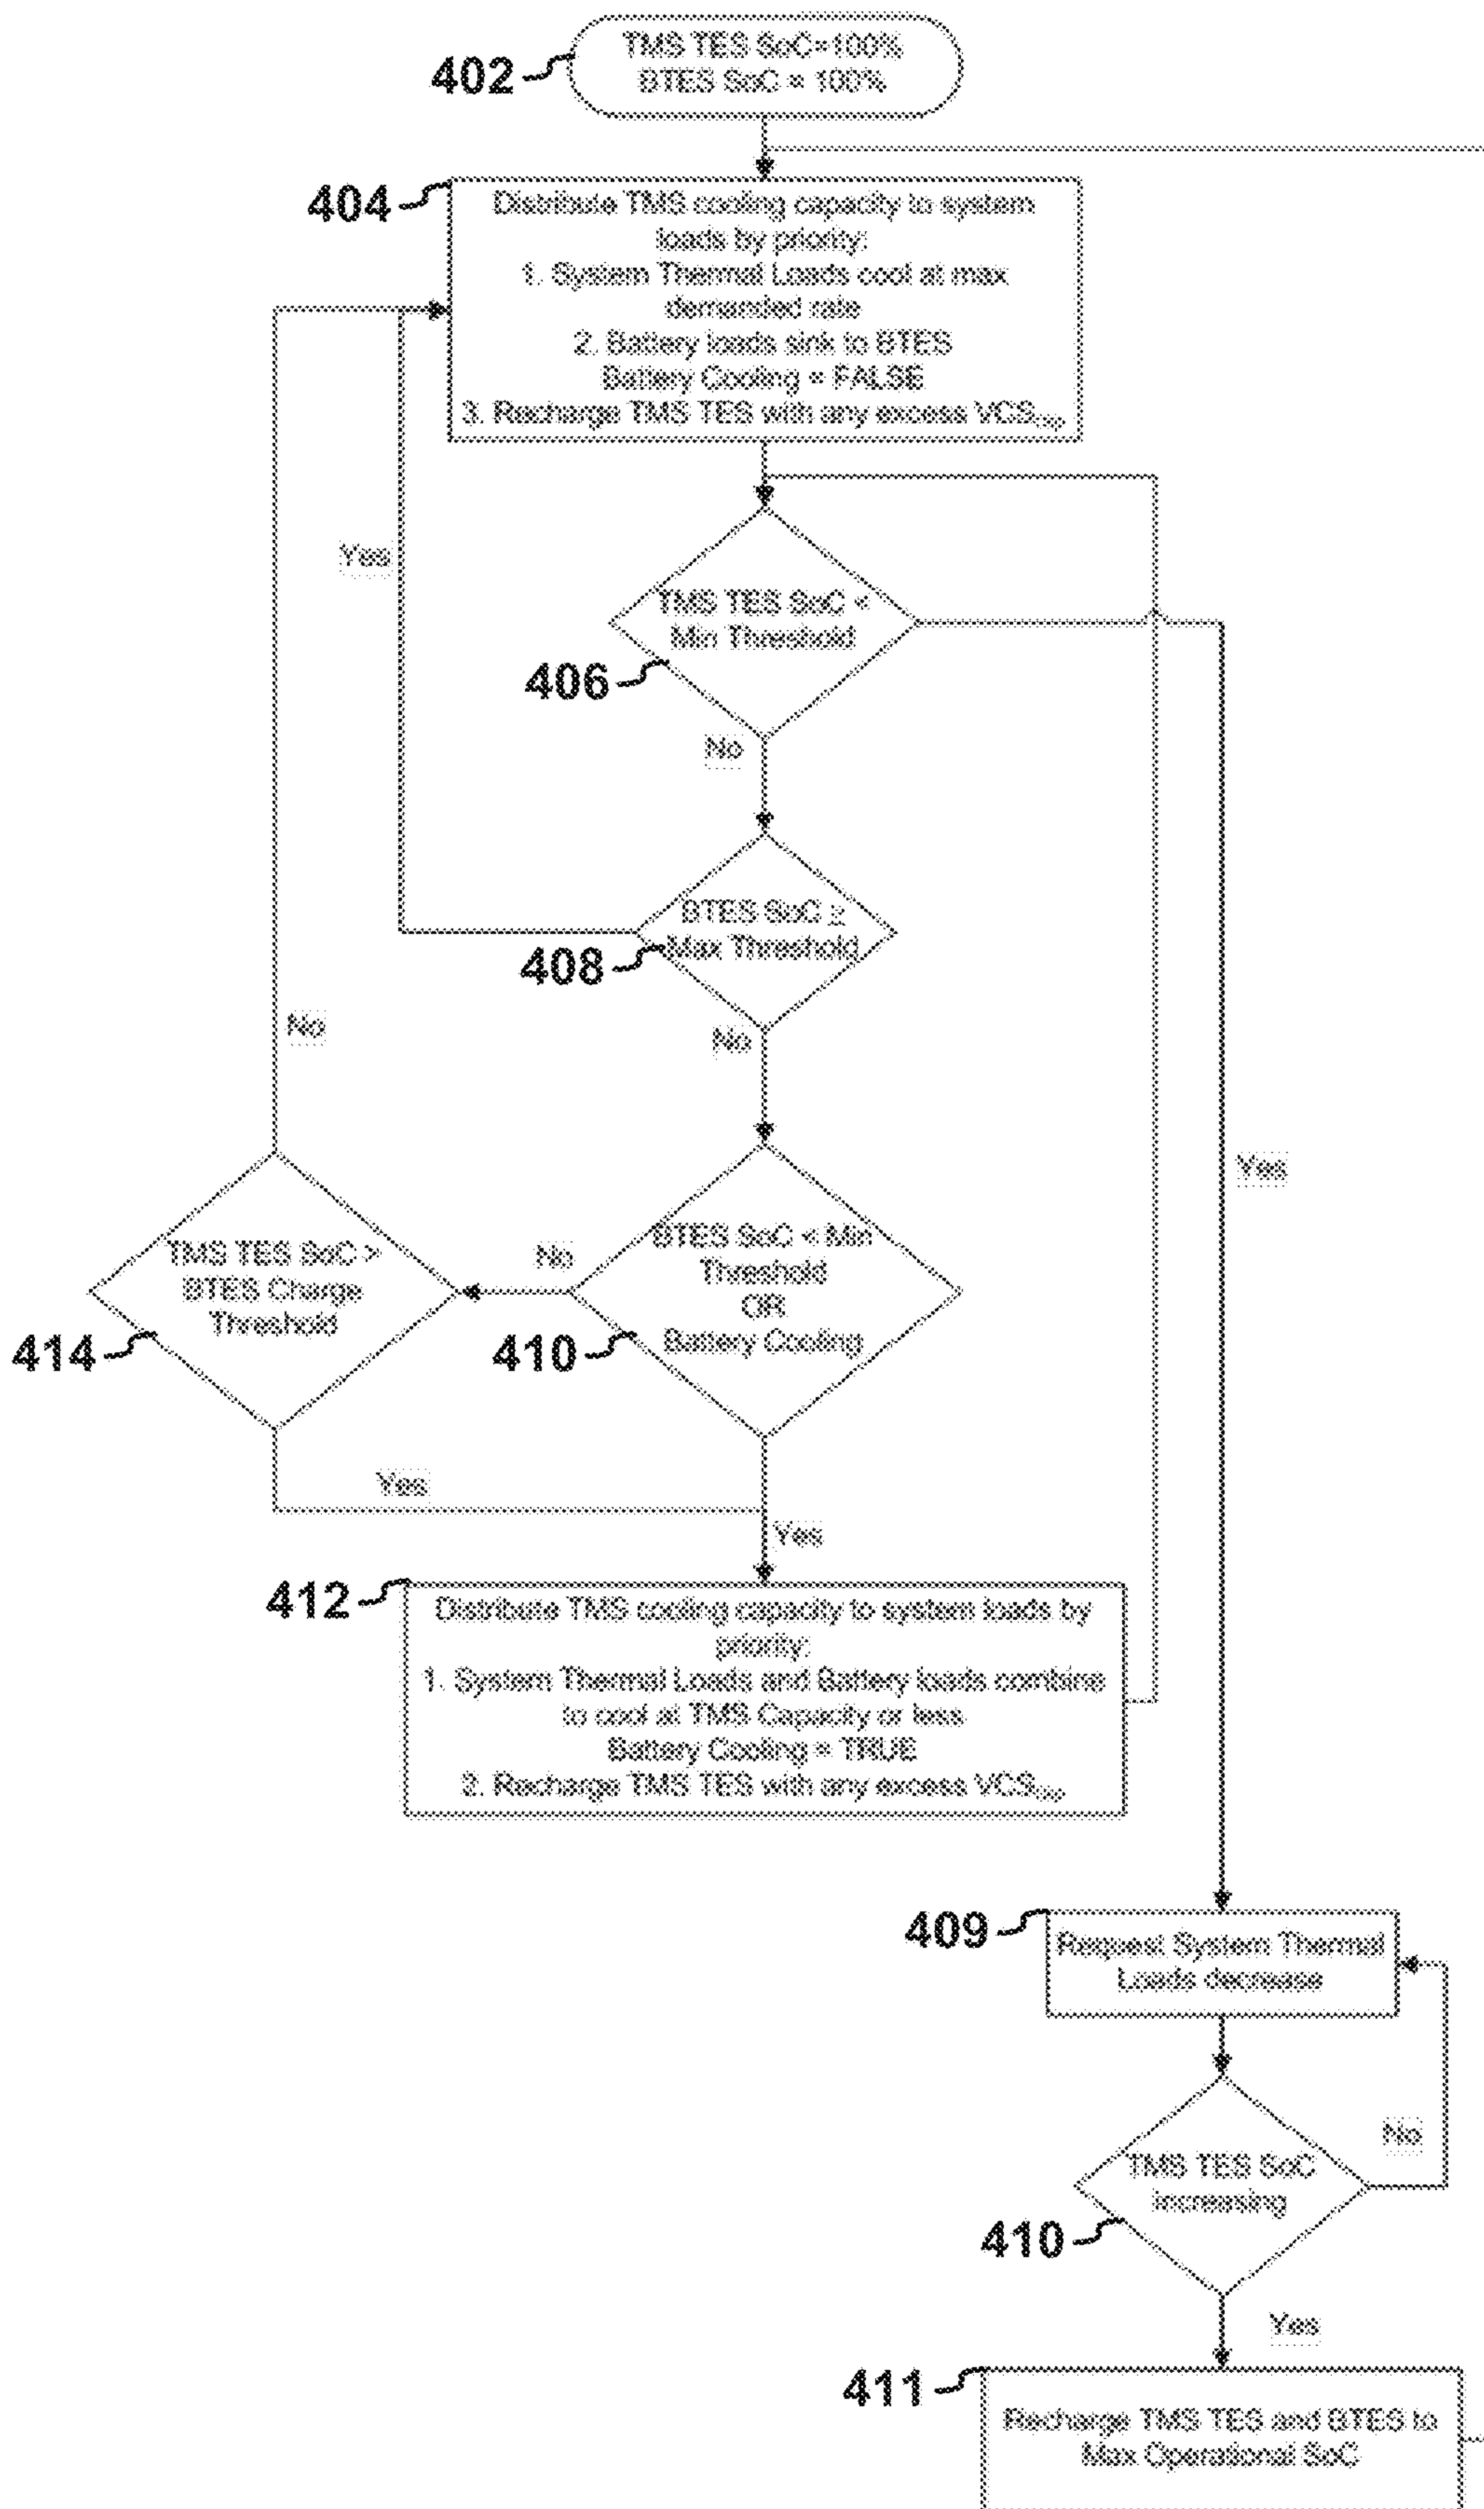 402
TMS TES SoC=100%
BTES SoC = 100%
404
Distribute TMS cooling capacity to system
loads by priority:
1. System Thermal Loads cool at max
demanded rate
2. Battery loads sink to BTES
Battery Cooling = FALSE
3. Recharge TMS TES with any excess VCS
Yes
TMS TES SoC <
Min Threshold
406
No
BTES SoC ≥
Max Threshold
408
No
No
Yes
TMS TES SoC >
BTES Charge
Threshold
414
No
BTES SoC < Min
Threshold
OR
Battery Cooling
410
Yes
Yes
412
Distribute TMS cooling capacity to system loads by
priority:
1. System Thermal Loads and Battery loads combine
to cool at TMS Capacity or less
Battery Cooling = TRUE
2. Recharge TMS TES with any excess VCS
409
Request System Thermal
Loads decrease
No
TMS TES SoC
increasing
410
Yes
411
Recharge TMS TES and BTES to
Max Operational SoC